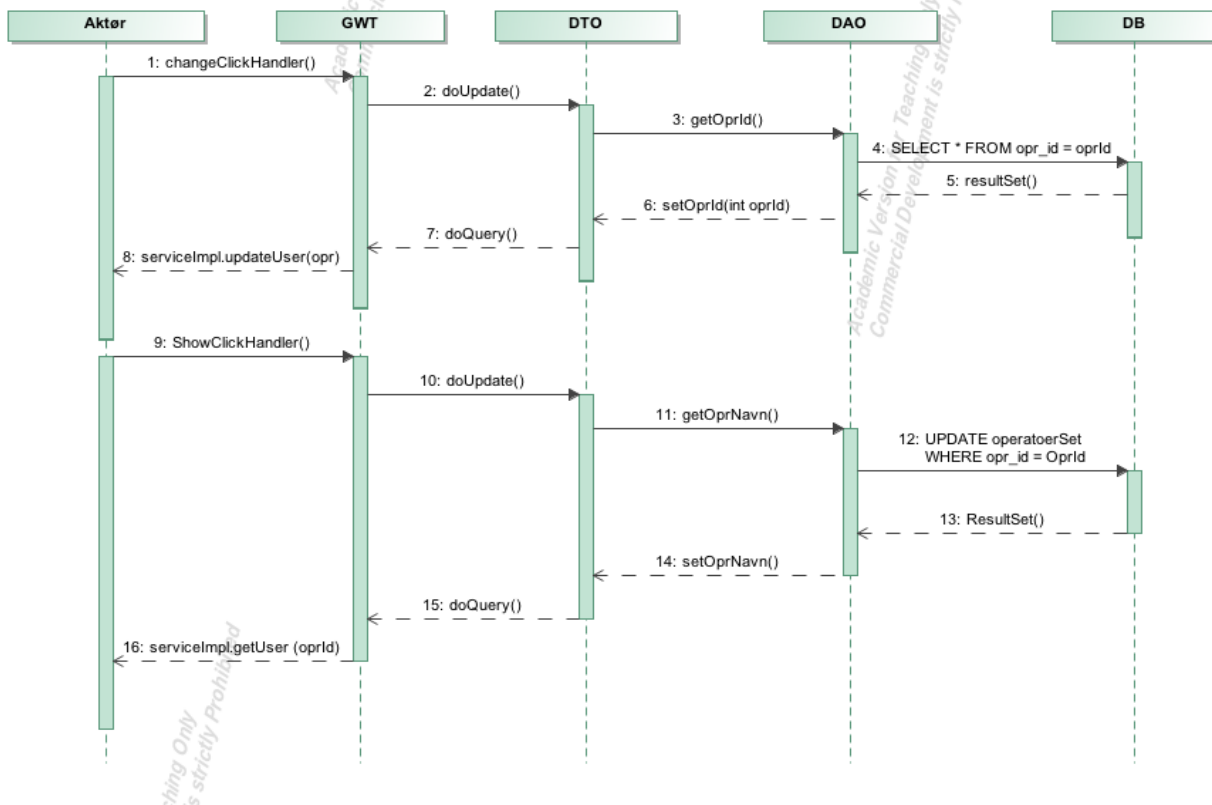 Aktør
GWT
DTO
DAO
DB
1: changeClickHandler()
2: doUpdate()
3: getOprId()
4: SELECT * FROM opr_id = oprId
5: resultSet()
6: setOprId(int oprId)
7: doQuery()
8: serviceImpl.updateUser(opr)
9: ShowClickHandler()
10: doUpdate()
11: getOprNavn()
12: UPDATE operatoerSet
WHERE opr_id = OprId
13: ResultSet()
14: setOprNavn()
15: doQuery()
16: serviceImpl.getUser (oprId)
Academic Version for Teaching Only
Commercial Development is strictly
Only
is strictly Prohibited